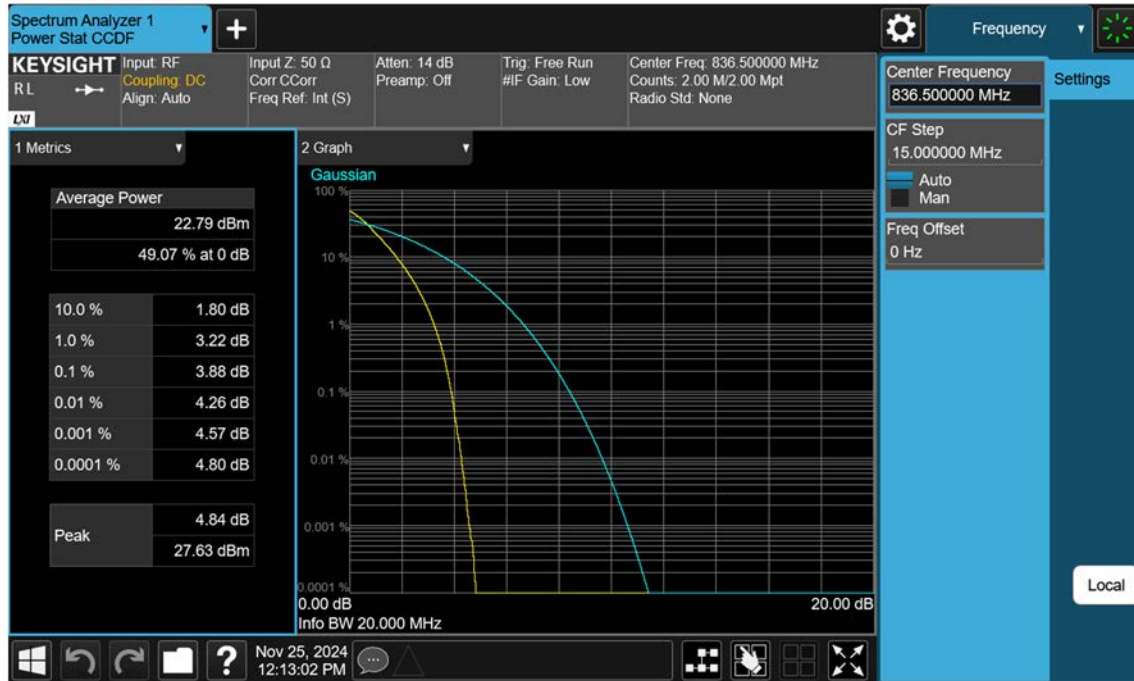 Spectrum Analyzer 1
Power Stat CCDF
+
Frequency
KEYSIGHT
R L
LXI
Input: RF
Coupling: DC
Align: Auto
Input Z: 50 Ω
Corr CCorr
Freq Ref: Int (S)
Atten: 14 dB
Preamp: Off
Trig: Free Run
#IF Gain: Low
Center Freq: 836.500000 MHz
Counts: 2.00 M/2.00 Mpt
Radio Std: None
Center Frequency
836.500000 MHz
Settings
CF Step
15.000000 MHz
Auto
Man
Freq Offset
0 Hz
Local
1 Metrics
Average Power
22.79 dBm
49.07 % at 0 dB
10.0 % 1.80 dB
1.0 % 3.22 dB
0.1 % 3.88 dB
0.01 % 4.26 dB
0.001 % 4.57 dB
0.0001 % 4.80 dB
Peak
4.84 dB
27.63 dBm
2 Graph
Gaussian
100 %
10 %
1 %
0.1 %
0.01 %
0.001 %
0.0001 %
0.00 dB 20.00 dB
Info BW 20.000 MHz
?
Nov 25, 2024
12:13:02 PM